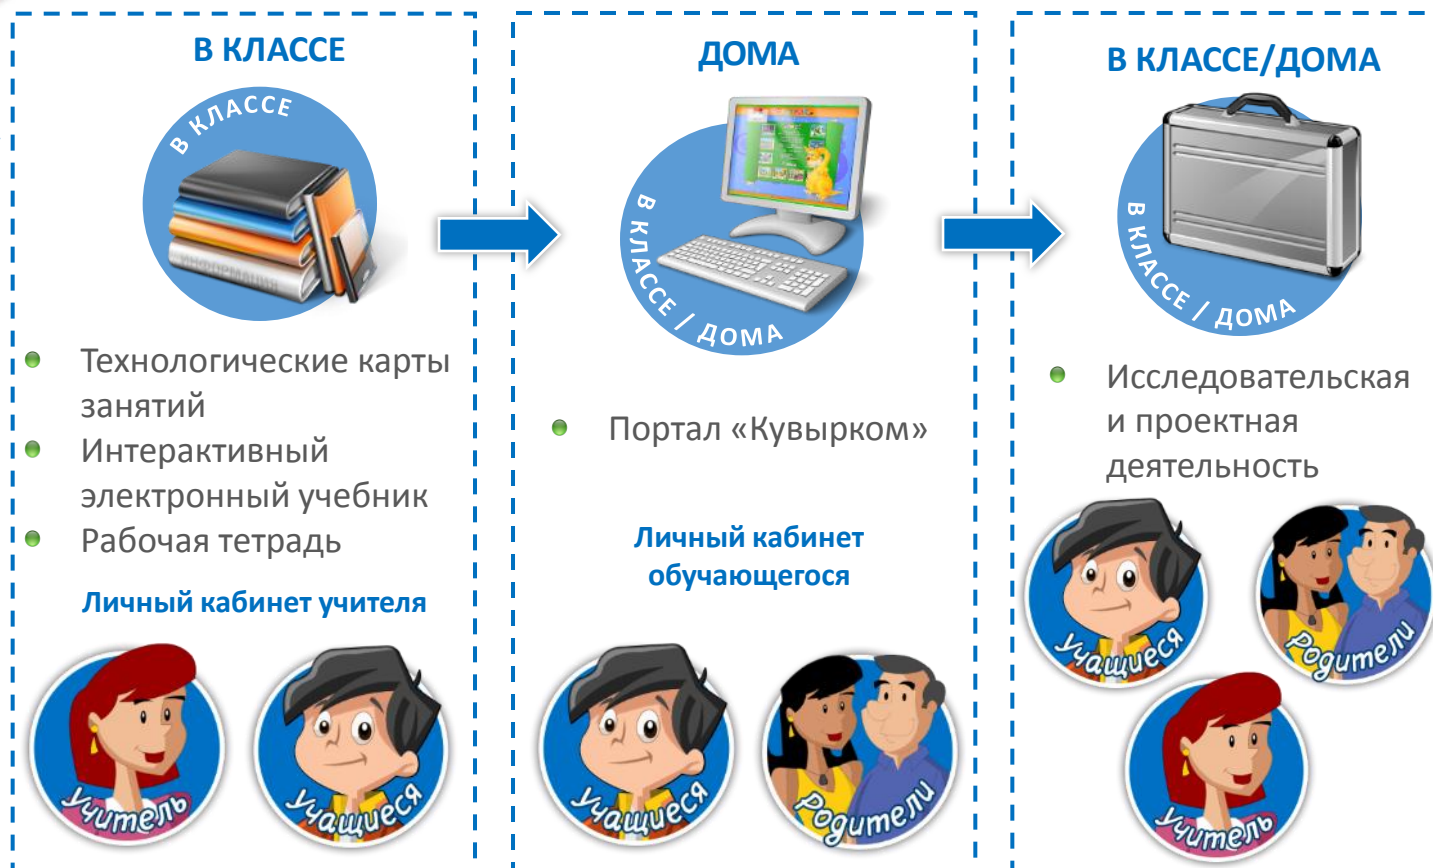 В КЛАССЕ
В КЛАССЕ
ИНФОРМАЦИЯ
Технологические карты
занятий
Интерактивный
электронный учебник
Рабочая тетрадь
Личный кабинет учителя
Учитель
Учащиеся
ДОМА
В КЛАССЕ / ДОМА
Портал «Кувырком»
Личный кабинет
обучающегося
Учащиеся
Родители
В КЛАССЕ/ДОМА
В КЛАССЕ / ДОМА
Исследовательская
и проектная
деятельность
Учащиеся
Родители
Учитель